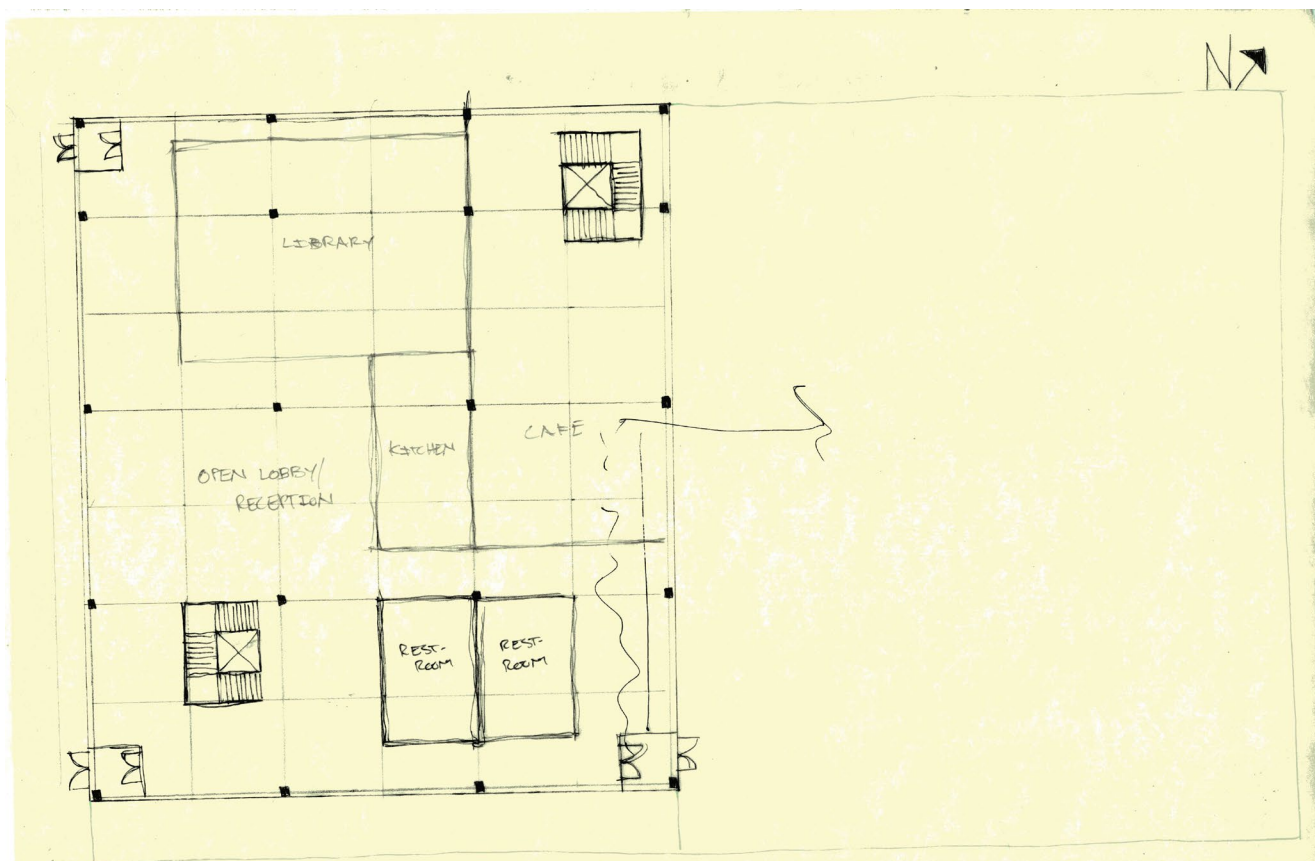 N
LIBRARY
CAFE
KITCHEN
OPEN LOBBY/
RECEPTION
REST-
ROOM
REST-
ROOM